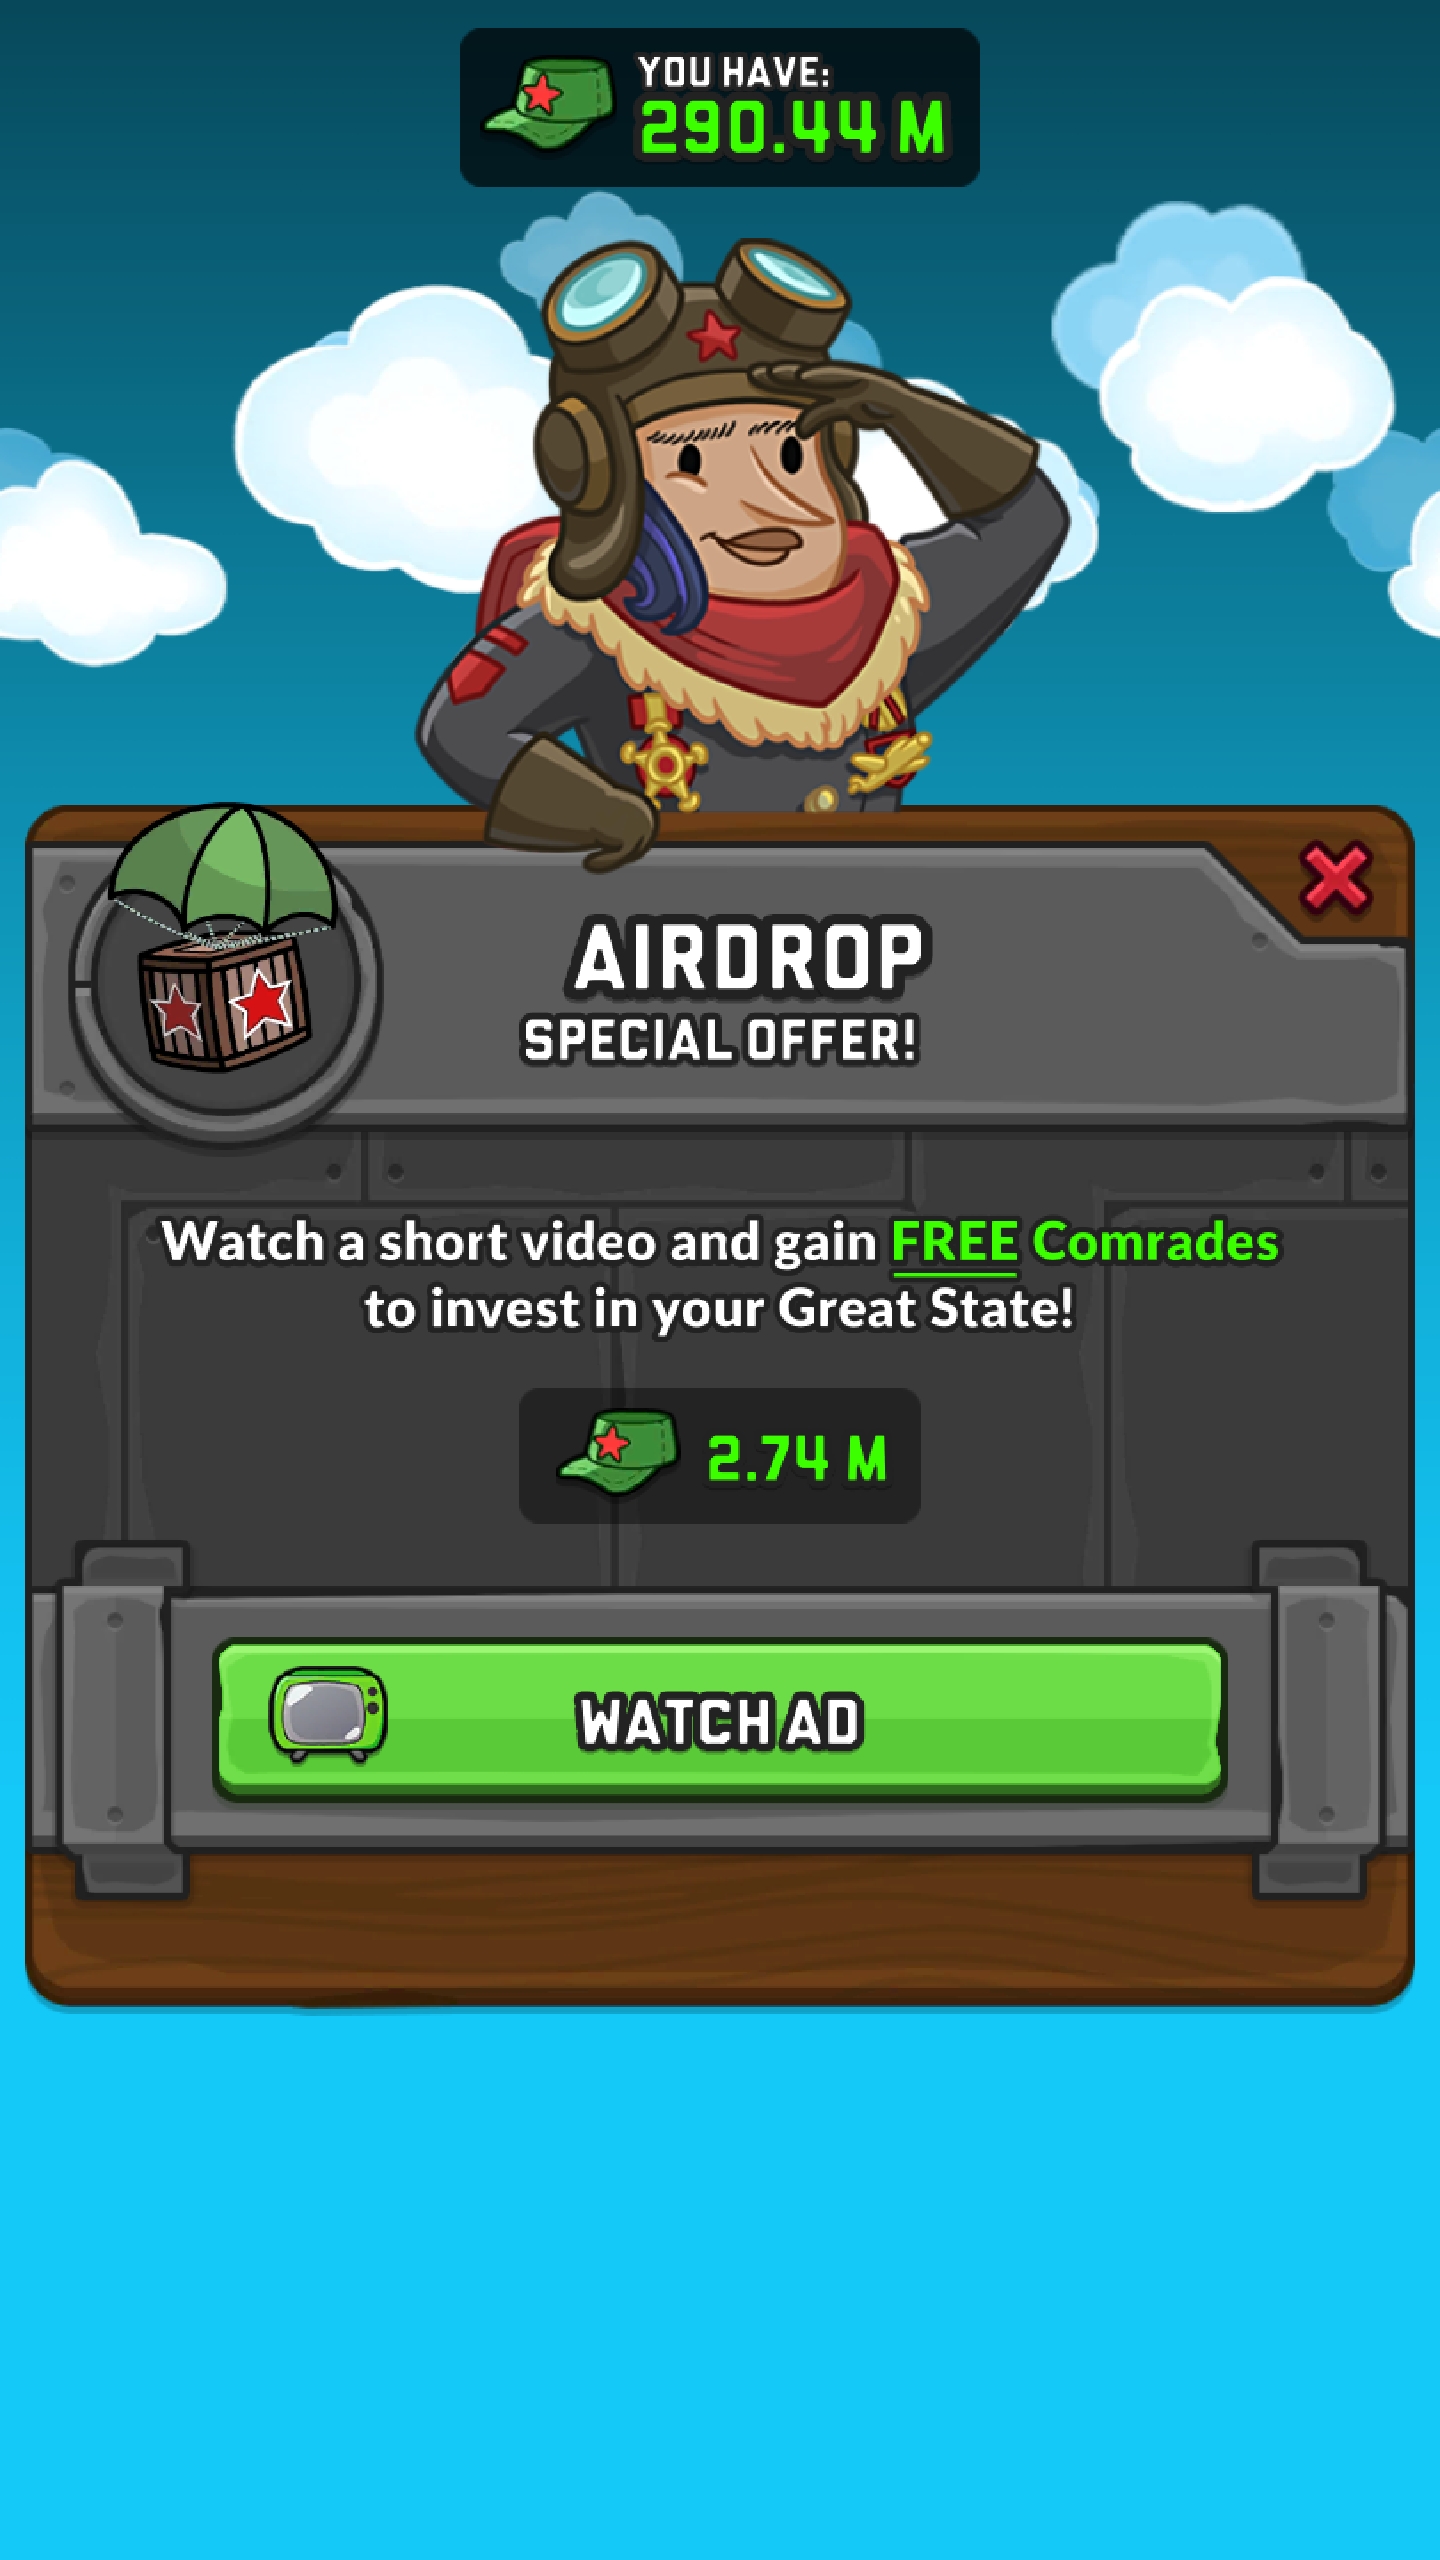 YOU HAVE:
290.44 M
AIRDROP
SPECIAL OFFER!
Watch a short video and gain FREE Comrades
to invest in your Great State!
2.74 M
WATCH AD